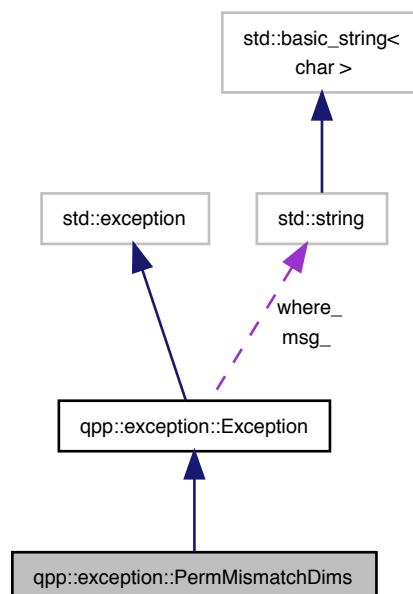 std::basic_string<
char >
std::exception
std::string
where_
msg_
qpp::exception::Exception
qpp::exception::PermMismatchDims